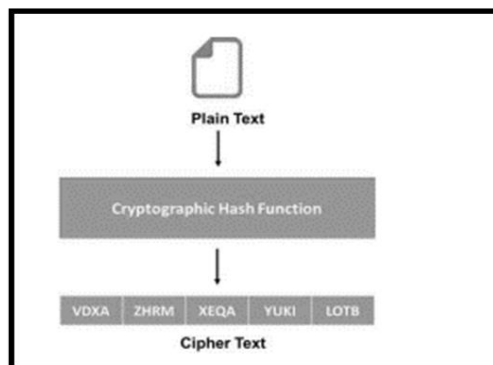 Plain Text
Cryptographic Hash Function
VDXA ZHRM XEQA YUKI LOTB
Cipher Text